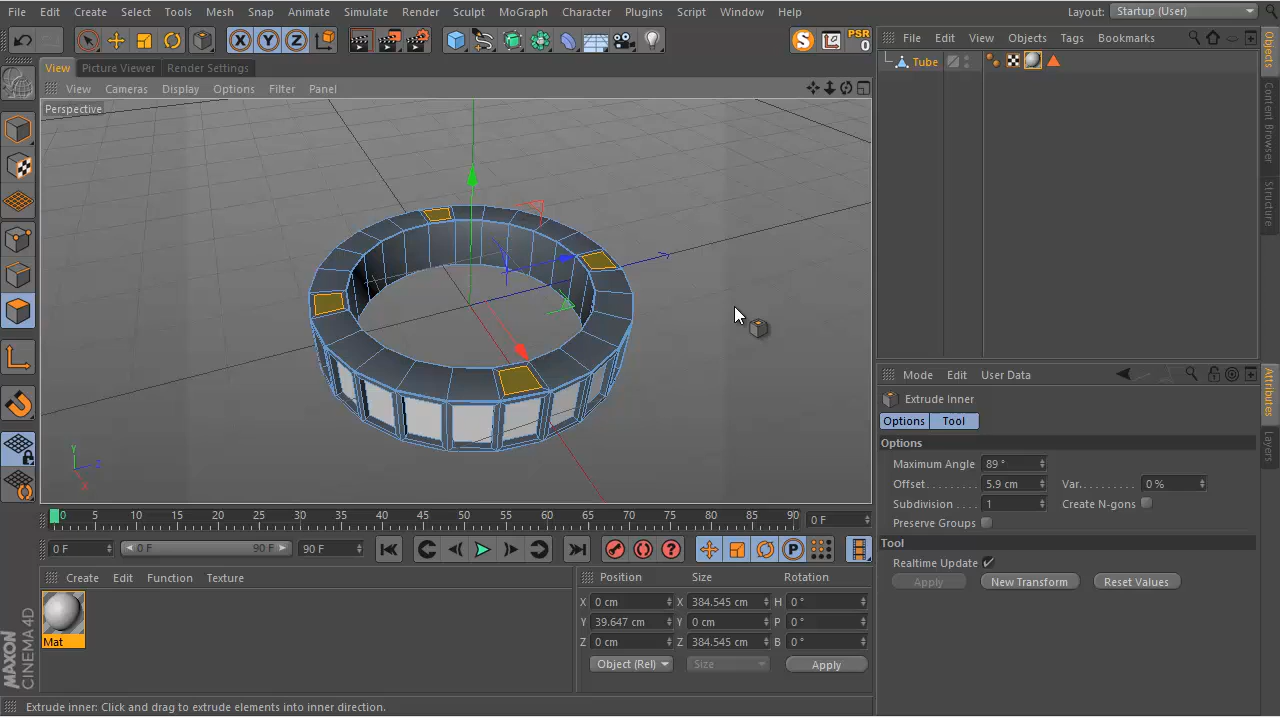 File Edit Create Select Tools Mesh Snap Animate Simulate Render Sculpt MoGraph Character Plugins Script Window Help Layout: Startup (User)
X Y Z S PSR 0
View Picture Viewer Render Settings
File Edit View Objects Tags Bookmarks
View Cameras Display Options Filter Panel
Tube
Perspective
Y
Z
X
Objects
Content Browser
Structure
Mode Edit User Data
Extrude Inner
Options Tool
Options
Maximum Angle 89 °
Offset 5.9 cm Var. 0 %
Subdivision 1 Create N-gons
Preserve Groups
Tool
Realtime Update
Apply New Transform Reset Values
Attributes
Layers
0 5 10 15 20 25 30 35 40 45 50 55 60 65 70 75 80 85 90 0 F
0 F 0 F 90 F 90 F
P
Create Edit Function Texture
Mat
Position Size Rotation
X 0 cm X 384.545 cm H 0 °
Y 39.647 cm Y 0 cm P 0 °
Z 0 cm Z 384.545 cm B 0 °
Object (Rel) Size Apply
MAXON
CINEMA 4D
Extrude inner: Click and drag to extrude elements into inner direction.